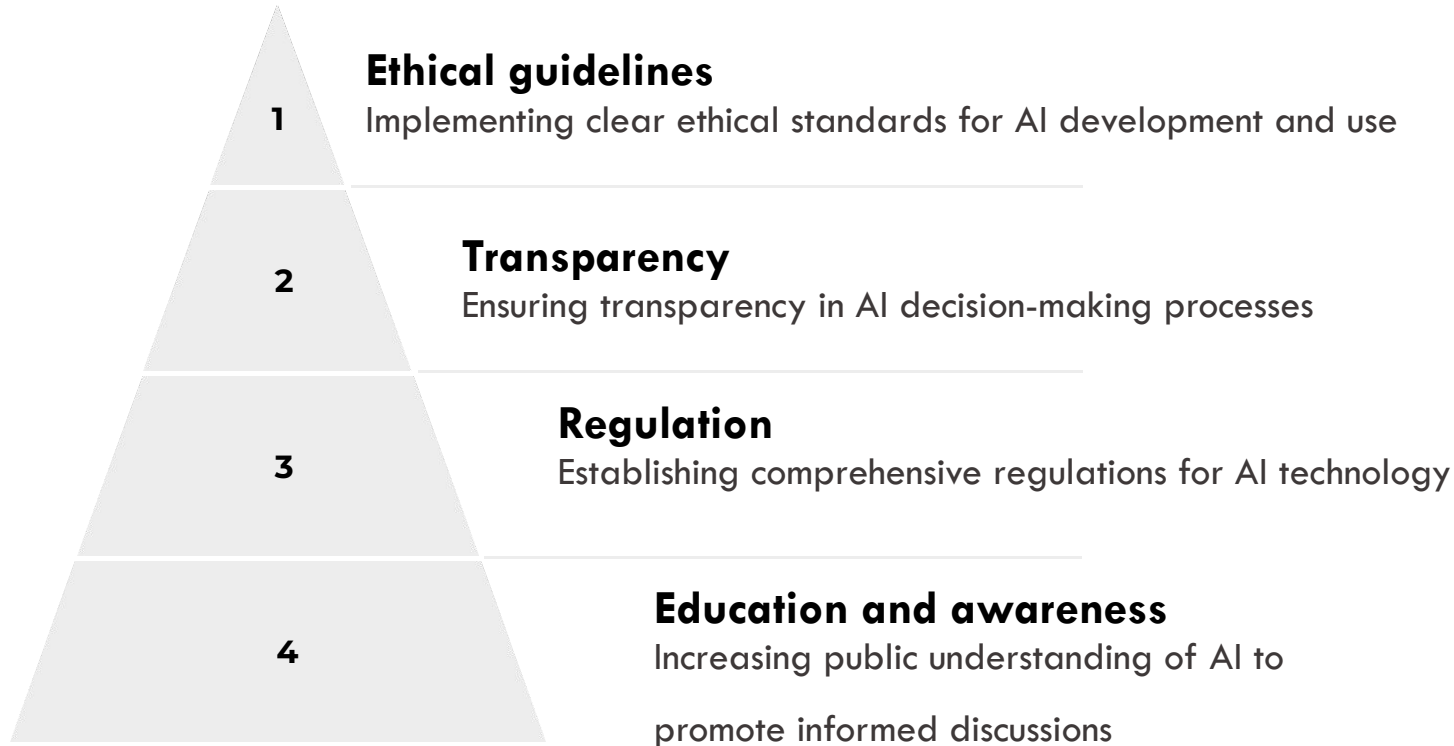 Ethical guidelines
1
Implementing clear ethical standards for AI development and use
Transparency
2
Ensuring transparency in AI decision-making processes
Regulation
3
Establishing comprehensive regulations for AI technology
Education and awareness
4
Increasing public understanding of AI to
promote informed discussions